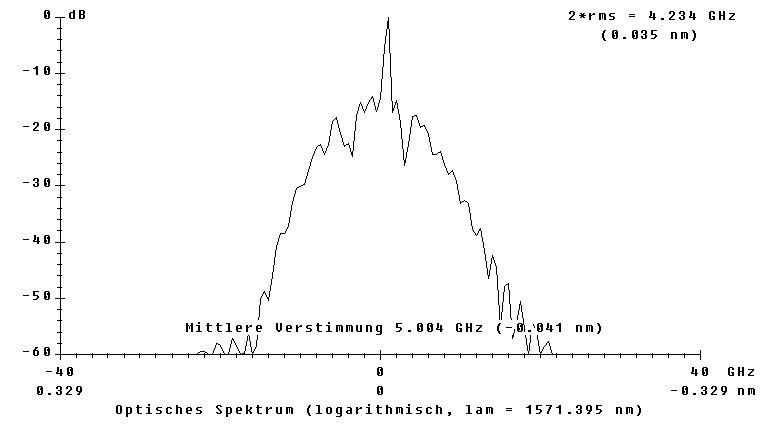 0 dB
2*rms = 4.234 GHz
(0.035 nm)
-10
-20
-30
-40
-50
Mittlere Verstimmung 5.004 GHz (-0.041 nm)
-60
-40 0 40 GHz
0.329 0 -0.329 nm
Optisches Spektrum (logarithmisch, lam = 1571.395 nm)